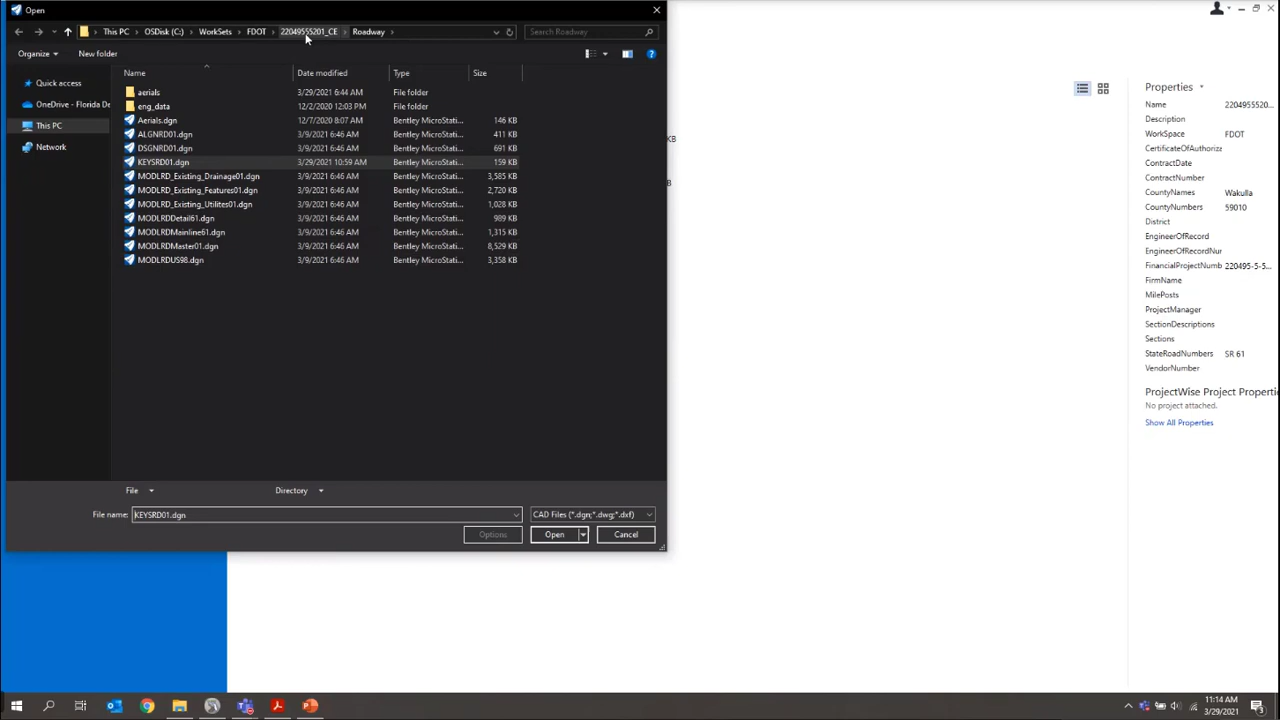 Open
This PC > OSDisk (C:) > WorkSets > FDOT > 22049555201_CE > Roadway >
Search Roadway
Organize
New folder
Name Date modified Type Size
Quick access
OneDrive - Florida De
This PC
Network
aerials 3/29/2021 6:44 AM File folder
eng_data 12/2/2020 12:03 PM File folder
Aerials.dgn 12/7/2020 8:07 AM Bentley MicroStati... 146 KB
ALGNRD01.dgn 3/9/2021 6:46 AM Bentley MicroStati... 411 KB
DSGNRD01.dgn 3/9/2021 6:46 AM Bentley MicroStati... 691 KB
KEYSRD01.dgn 3/29/2021 10:59 AM Bentley MicroStati... 159 KB
MODLRD_Existing_Drainage01.dgn 3/9/2021 6:46 AM Bentley MicroStati... 3,585 KB
MODLRD_Existing_Features01.dgn 3/9/2021 6:46 AM Bentley MicroStati... 2,720 KB
MODLRD_Existing_Utilites01.dgn 3/9/2021 6:46 AM Bentley MicroStati... 1,028 KB
MODLRDDetail61.dgn 3/9/2021 6:46 AM Bentley MicroStati... 989 KB
MODLRDMainline61.dgn 3/9/2021 6:46 AM Bentley MicroStati... 1,315 KB
MODLRDMaster01.dgn 3/9/2021 6:46 AM Bentley MicroStati... 8,529 KB
MODLRDUS98.dgn 3/9/2021 6:46 AM Bentley MicroStati... 3,358 KB
File
Directory
File name: KEYSRD01.dgn
CAD Files (*.dgn;*.dwg;*.dxf)
Options
Open
Cancel
KB
B
Properties
Name 2204955520...
Description
WorkSpace FDOT
CertificateOfAuthoriza
ContractDate
ContractNumber
CountyNames Wakulla
CountyNumbers 59010
District
EngineerOfRecord
EngineerOfRecordNur
FinancialProjectNumb 220495-5-5...
FirmName
MilePosts
ProjectManager
SectionDescriptions
Sections
StateRoadNumbers SR 61
VendorNumber
ProjectWise Project Properti
No project attached.
Show All Properties
11:14 AM
3/29/2021
3